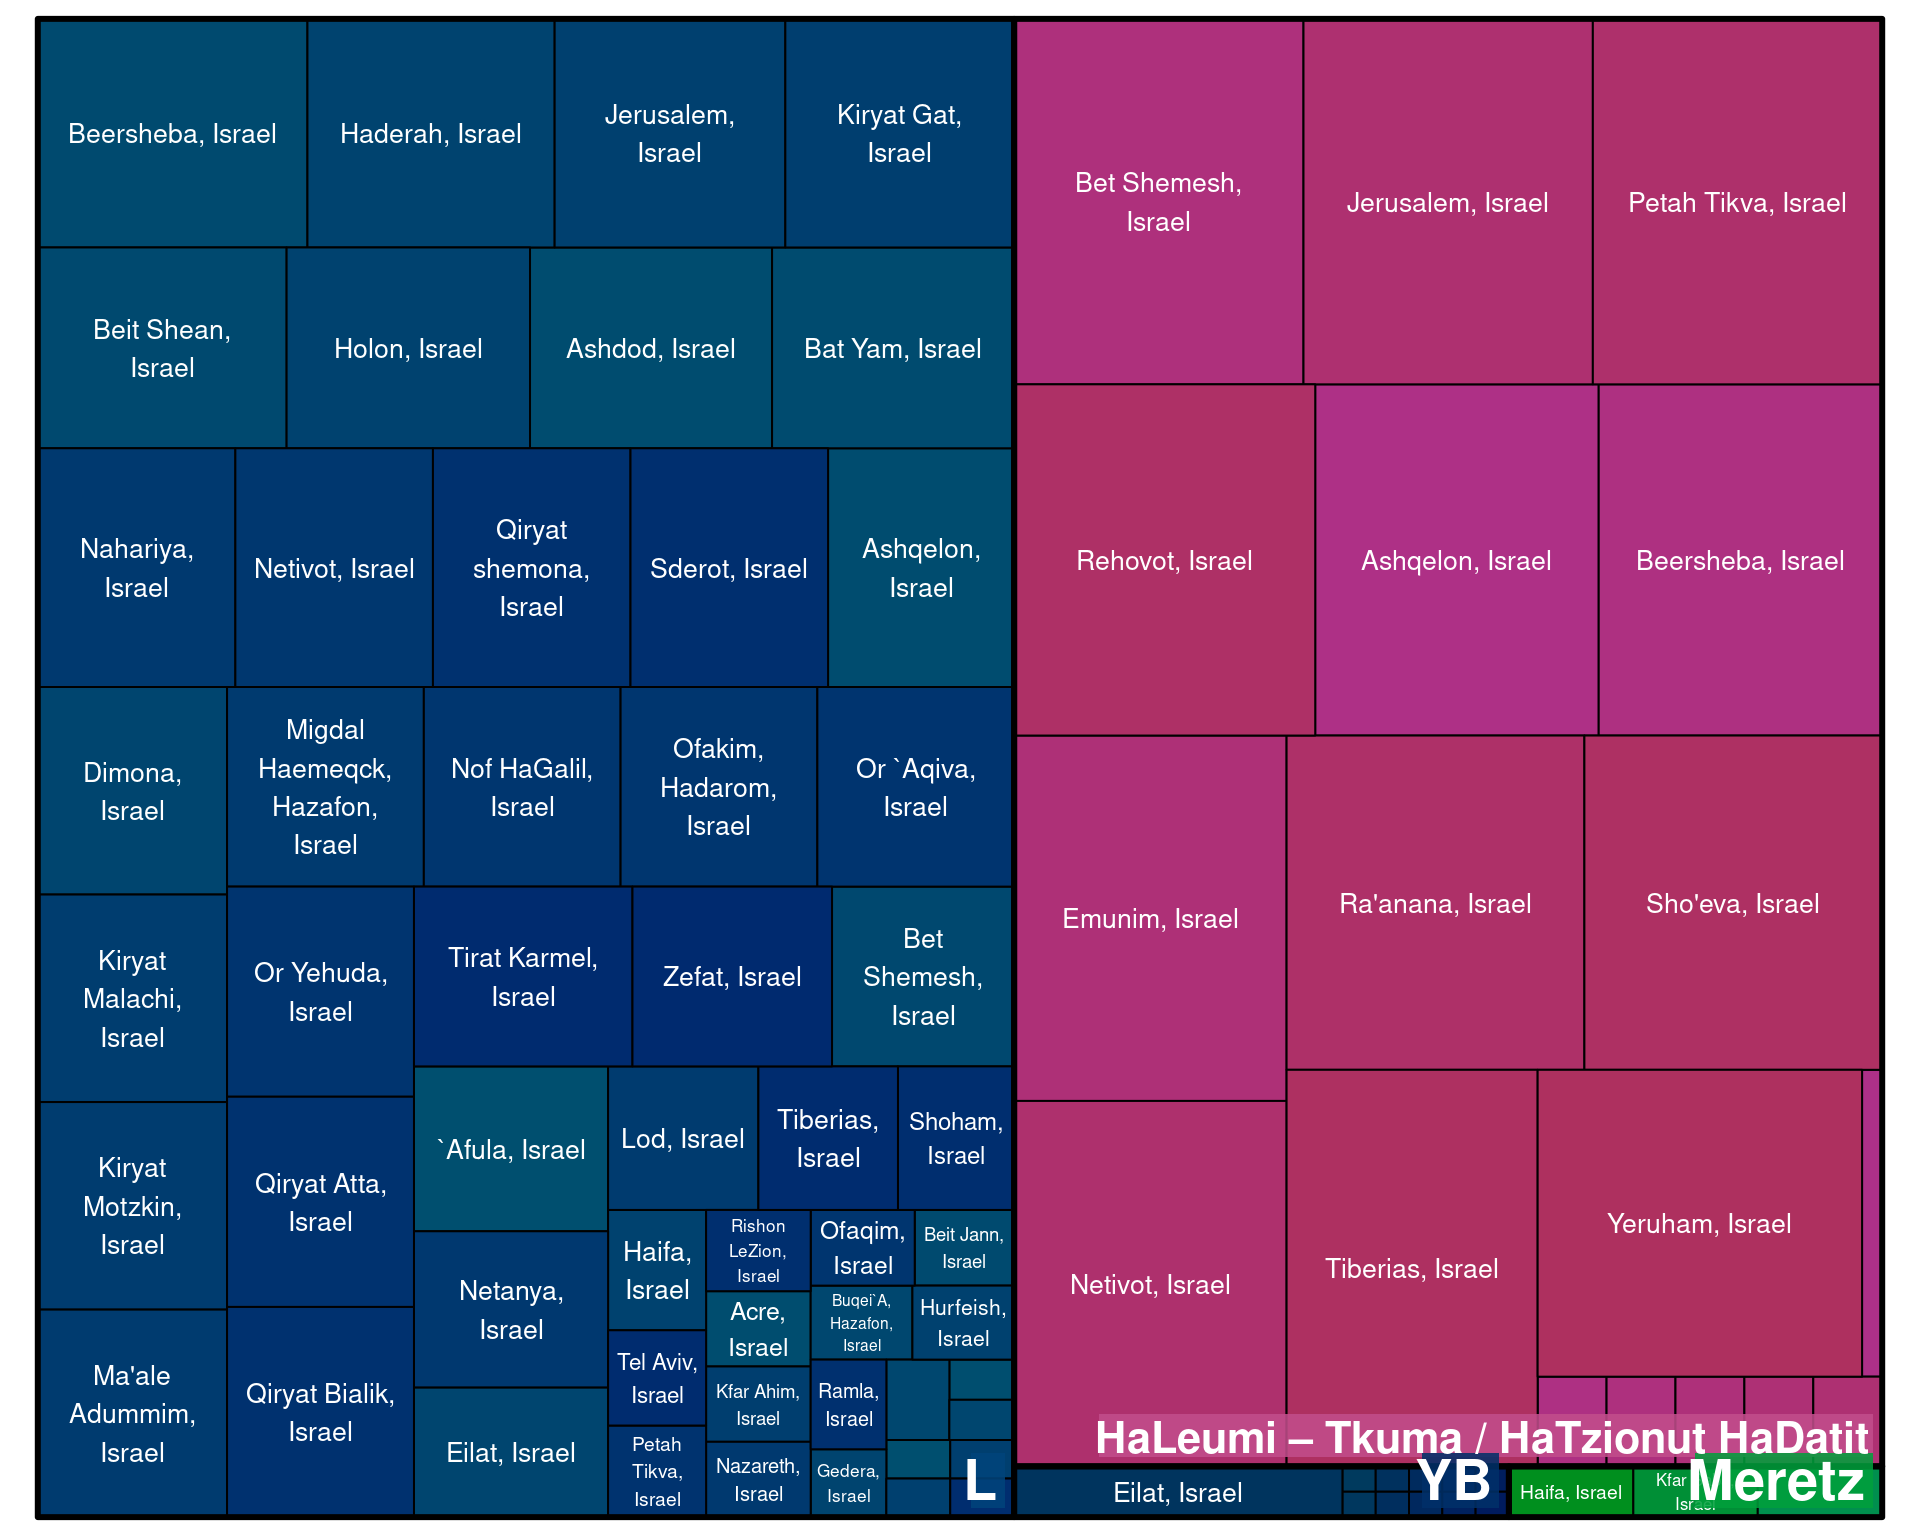 Beersheba, Israel
Haderah, Israel
Jerusalem,
Israel
Kiryat Gat,
Israel
Beit Shean,
Israel
Holon, Israel
Ashdod, Israel
Bat Yam, Israel
Nahariya,
Israel
Netivot, Israel
Qiryat
shemona,
Israel
Sderot, Israel
Ashqelon,
Israel
Dimona,
Israel
Migdal
Haemeqck,
Hazafon,
Israel
Nof HaGalil,
Israel
Ofakim,
Hadarom,
Israel
Or `Aqiva,
Israel
Kiryat
Malachi,
Israel
Or Yehuda,
Israel
Tirat Karmel,
Israel
Zefat, Israel
Bet
Shemesh,
Israel
Kiryat
Motzkin,
Israel
Qiryat Atta,
Israel
`Afula, Israel
Lod, Israel
Tiberias,
Israel
Shoham,
Israel
Ma'ale
Adummim,
Israel
Qiryat Bialik,
Israel
Netanya,
Israel
Eilat, Israel
Haifa,
Israel
Rishon
LeZion,
Israel
Ofaqim,
Israel
Beit Jann,
Israel
Acre,
Israel
Buqei`A,
Hazafon,
Israel
Hurfeish,
Israel
Tel Aviv,
Israel
Kfar Ahim,
Israel
Ramla,
Israel
Petah
Tikva,
Israel
Nazareth,
Israel
Gedera,
Israel
L
Bet Shemesh,
Israel
Jerusalem, Israel
Petah Tikva, Israel
Rehovot, Israel
Ashqelon, Israel
Beersheba, Israel
Emunim, Israel
Ra'anana, Israel
Sho'eva, Israel
Netivot, Israel
Tiberias, Israel
Yeruham, Israel
HaLeumi – Tkuma / HaTzionut HaDatit
Eilat, Israel
YB
Haifa, Israel
Kfar
Israel
Meretz